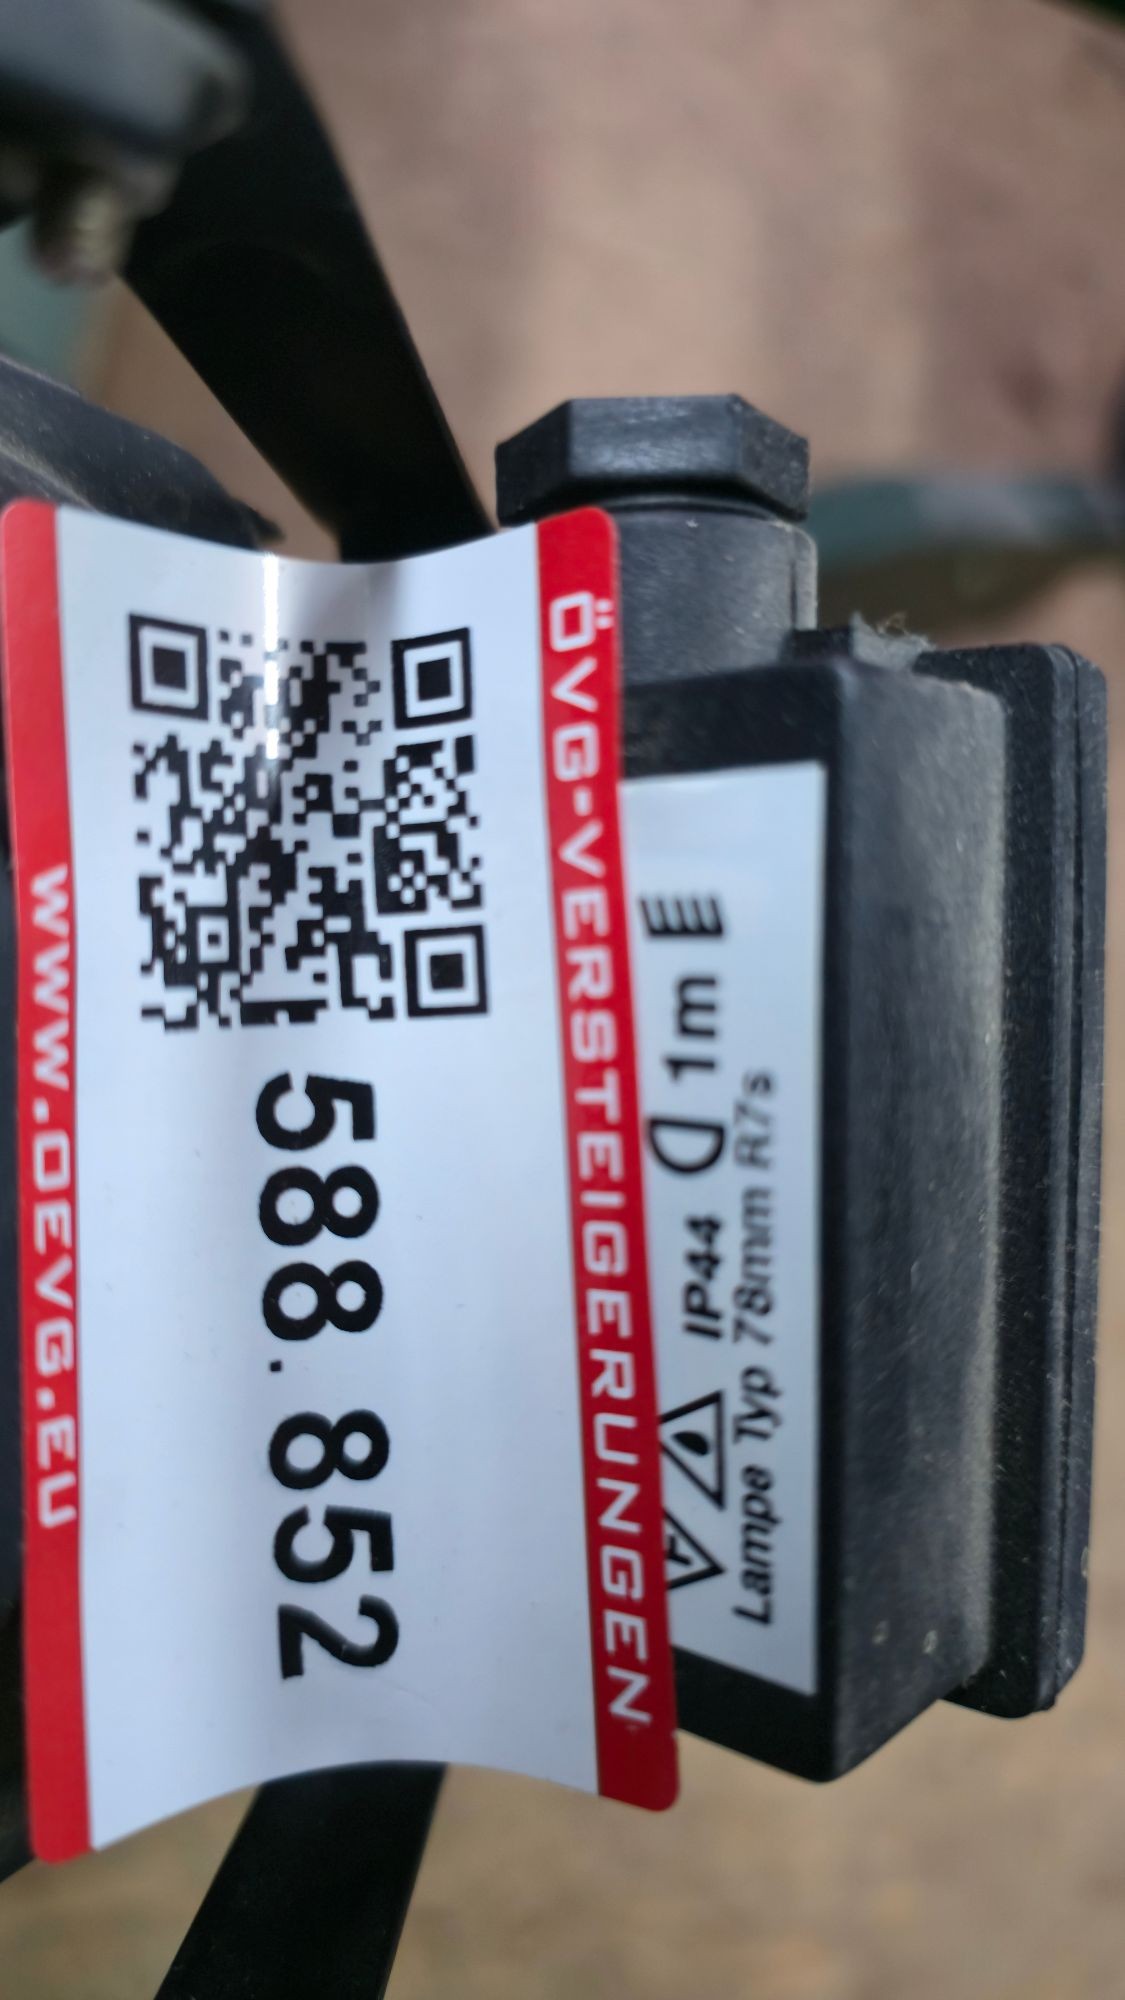 ÖVG-VERSTEIGERUNGEN
588.852
WWW.OEVG.EU
IP44
1m
Lampe Typ 78mm R7s